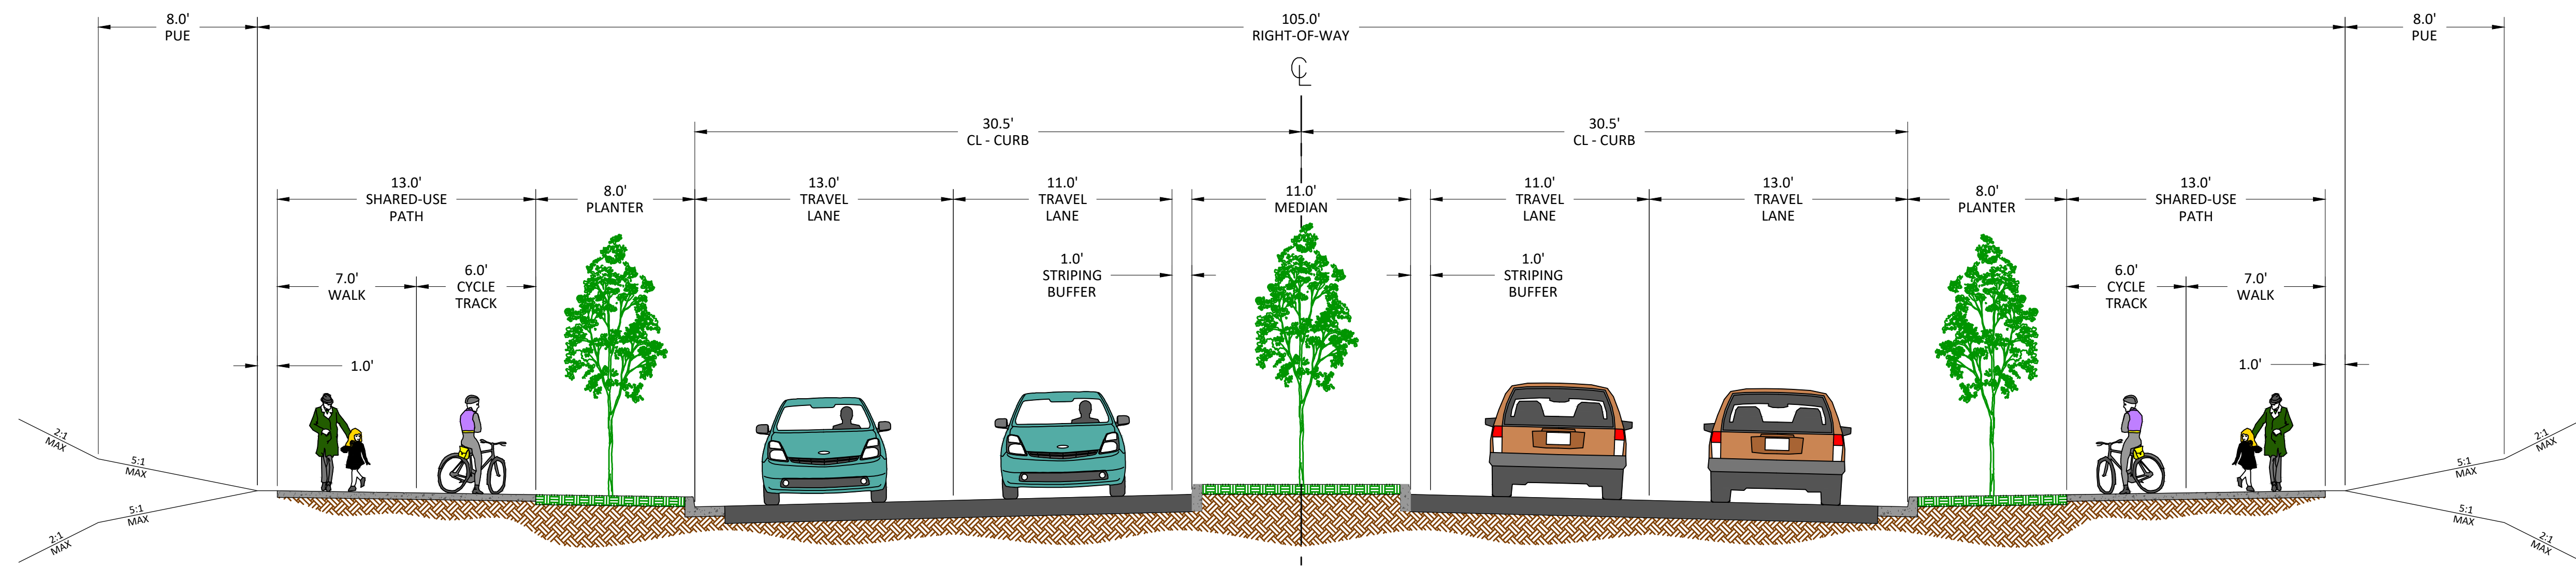 8.0'
PUE
105.0'
RIGHT-OF-WAY
8.0'
PUE
CL
30.5'
CL - CURB
30.5'
CL - CURB
13.0'
SHARED-USE
PATH
8.0'
PLANTER
13.0'
TRAVEL
LANE
11.0'
TRAVEL
LANE
11.0'
MEDIAN
11.0'
TRAVEL
LANE
13.0'
TRAVEL
LANE
8.0'
PLANTER
13.0'
SHARED-USE
PATH
7.0'
WALK
6.0'
CYCLE
TRACK
1.0'
STRIPING
BUFFER
1.0'
STRIPING
BUFFER
6.0'
CYCLE
TRACK
7.0'
WALK
1.0'
1.0'
2:1
MAX
5:1
MAX
5:1
MAX
2:1
MAX
2:1
MAX
5:1
MAX
5:1
MAX
2:1
MAX